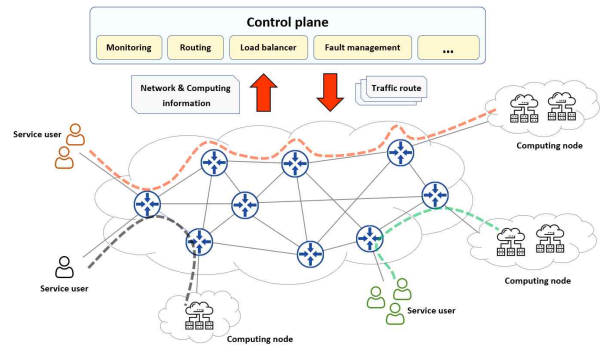 Control plane
Monitoring
Routing
Load balancer
Fault management
...
Network & Computing
information
Traffic route
Service user
Computing node
Service user
Computing node
Service user
Computing node